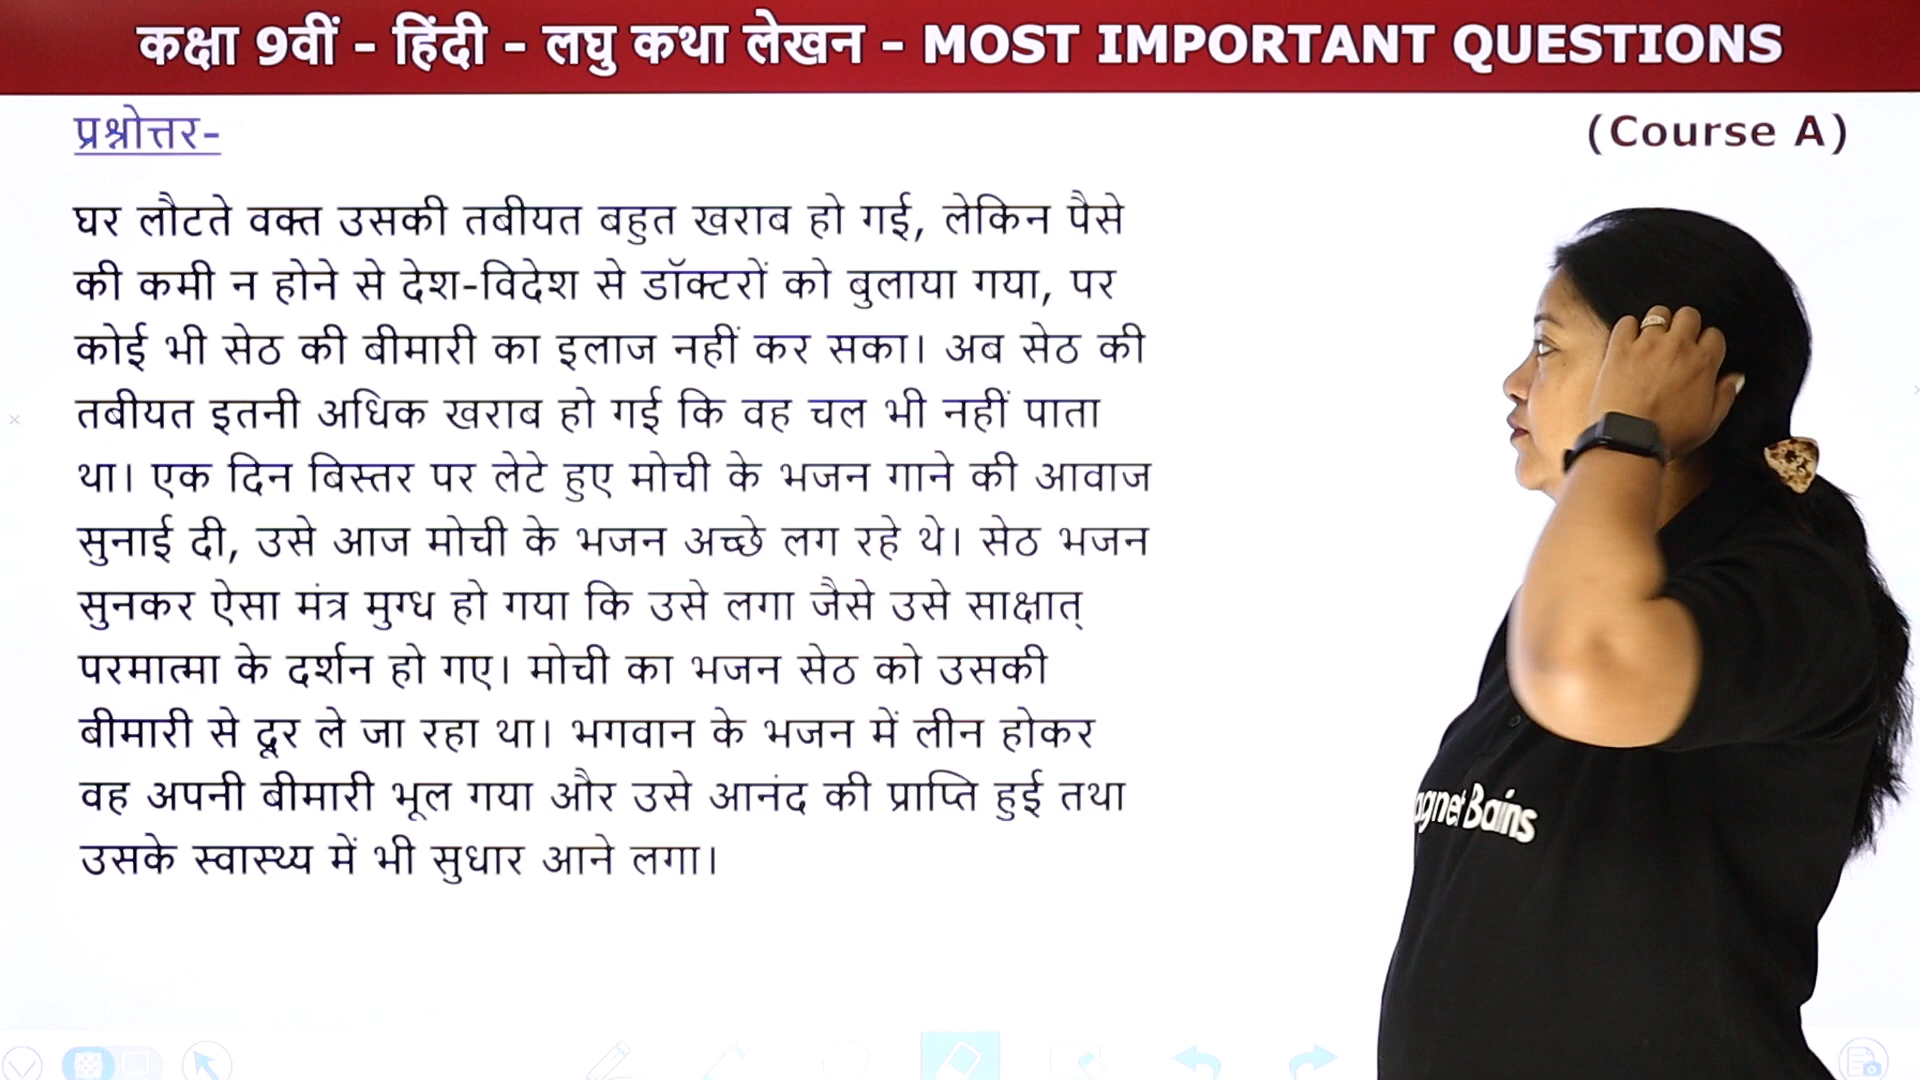 कक्षा 9वीं - हिंदी - लघु कथा लेखन - MOST IMPORTANT QUESTIONS
प्रश्नोत्तर-
(Course A)
घर लौटते वक्त उसकी तबीयत बहुत खराब हो गई, लेकिन पैसे
की कमी न होने से देश-विदेश से डॉक्टरों को बुलाया गया, पर
कोई भी सेठ की बीमारी का इलाज नहीं कर सका। अब सेठ की
तबीयत इतनी अधिक खराब हो गई कि वह चल भी नहीं पाता
था। एक दिन बिस्तर पर लेटे हुए मोची के भजन गाने की आवाज
सुनाई दी, उसे आज मोची के भजन अच्छे लग रहे थे। सेठ भजन
सुनकर ऐसा मंत्र मुग्ध हो गया कि उसे लगा जैसे उसे साक्षात्
परमात्मा के दर्शन हो गए। मोची का भजन सेठ को उसकी
बीमारी से दूर ले जा रहा था। भगवान के भजन में लीन होकर
वह अपनी बीमारी भूल गया और उसे आनंद की प्राप्ति हुई तथा
उसके स्वास्थ्य में भी सुधार आने लगा।
agnet Bains